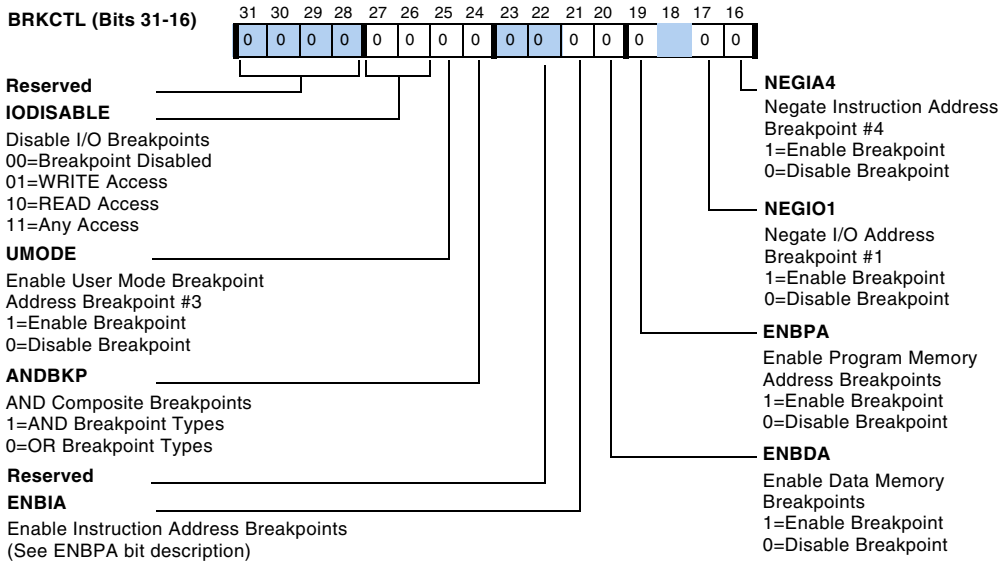 BRKCTL (Bits 31-16)
31 30 29 28 27 26 25 24 23 22 21 20 19 18 17 16
0 0 0 0 0 0 0 0 0 0 0 0 0 0 0
Reserved
IODISABLE
Disable I/O Breakpoints
00=Breakpoint Disabled
01=WRITE Access
10=READ Access
11=Any Access
UMODE
Enable User Mode Breakpoint
Address Breakpoint #3
1=Enable Breakpoint
0=Disable Breakpoint
ANDBKP
AND Composite Breakpoints
1=AND Breakpoint Types
0=OR Breakpoint Types
Reserved
ENBIA
Enable Instruction Address Breakpoints
(See ENBPA bit description)
NEGIA4
Negate Instruction Address
Breakpoint #4
1=Enable Breakpoint
0=Disable Breakpoint
NEGIO1
Negate I/O Address
Breakpoint #1
1=Enable Breakpoint
0=Disable Breakpoint
ENBPA
Enable Program Memory
Address Breakpoints
1=Enable Breakpoint
0=Disable Breakpoint
ENBDA
Enable Data Memory
Breakpoints
1=Enable Breakpoint
0=Disable Breakpoint